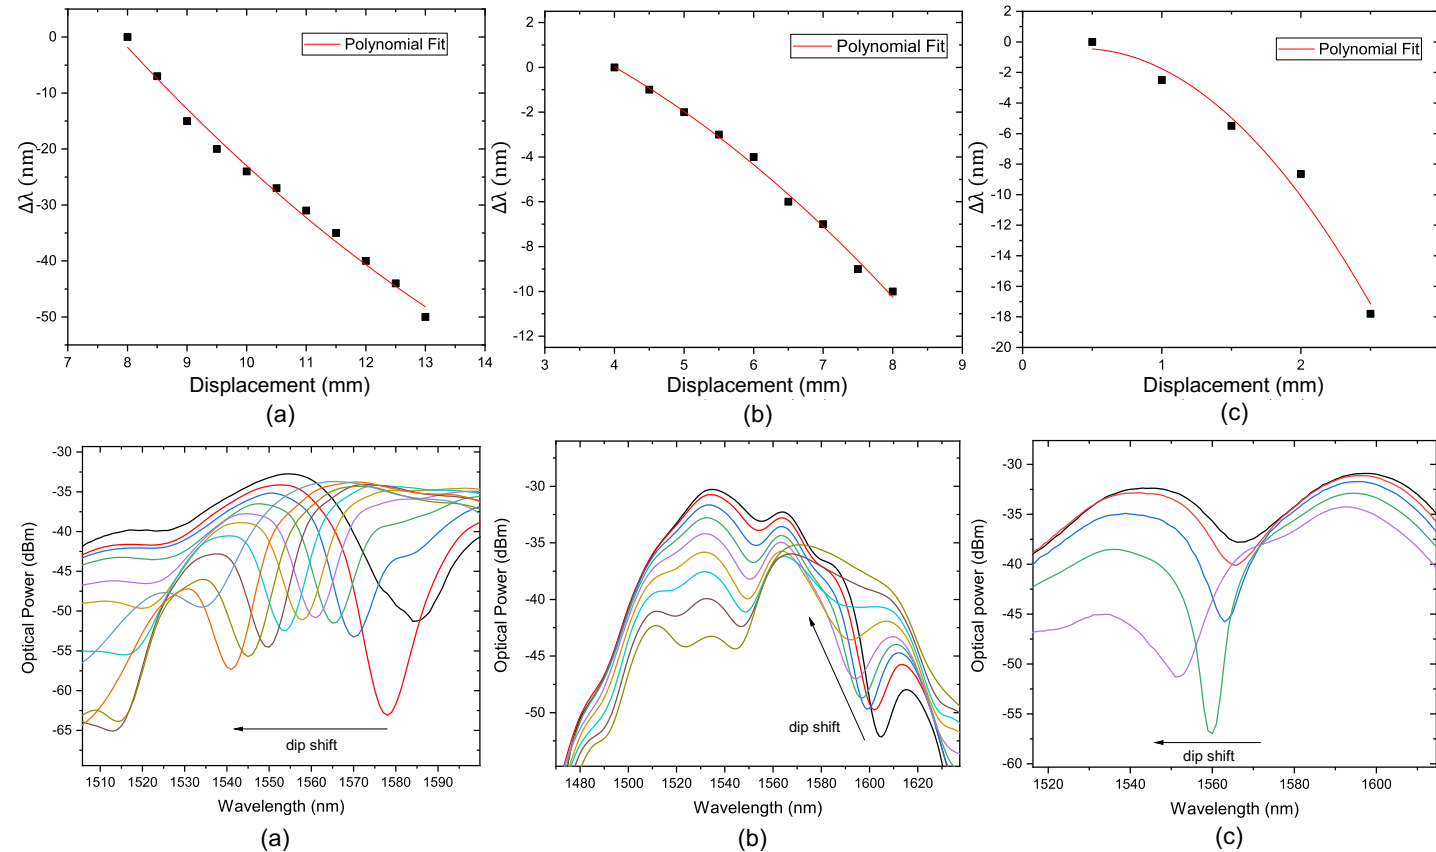 0
-10
-20
-30
-40
-50
7 8 9 10 11 12 13 14
Δλ (nm)
Displacement (mm)
Polynomial Fit
(a)
2
0
-2
-4
-6
-8
-10
-12
3 4 5 6 7 8 9
Δλ (nm)
Displacement (mm)
Polynomial Fit
(b)
2
0
-2
-4
-6
-8
-10
-12
-14
-16
-18
-20
0 1 2
Δλ (nm)
Displacement (mm)
Polynomial Fit
(c)
-30
-35
-40
-45
-50
-55
-60
-65
1510 1520 1530 1540 1550 1560 1570 1580 1590
Optical Power (dBm)
Wavelength (nm)
dip shift
(a)
-30
-35
-40
-45
-50
1480 1500 1520 1540 1560 1580 1600 1620
Optical Power (dBm)
Wavelength (nm)
dip shift
(b)
-30
-35
-40
-45
-50
-55
-60
1520 1540 1560 1580 1600
Optical power (dBm)
Wavelength (nm)
dip shift
(c)